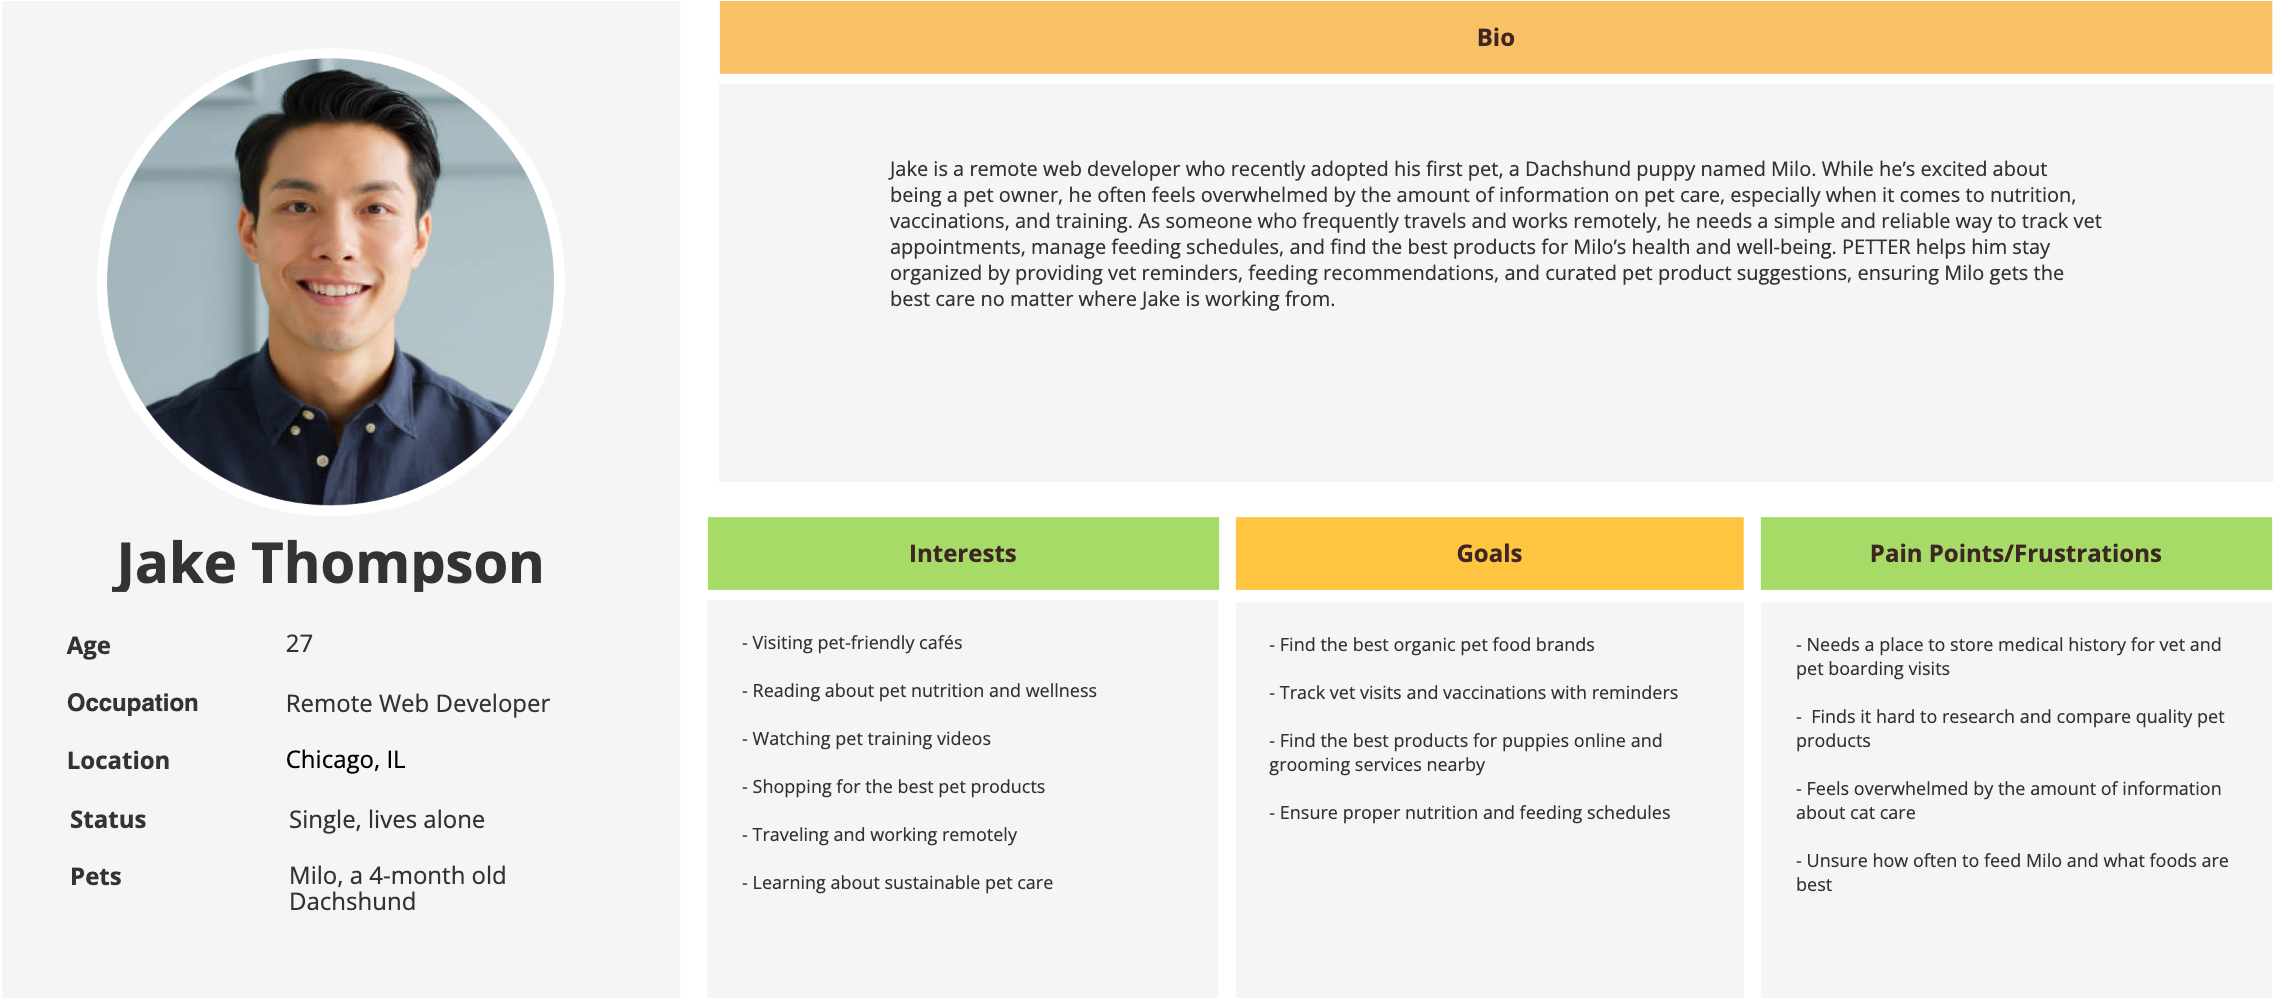 Jake Thompson
Age 27
Occupation Remote Web Developer
Location Chicago, IL
Status Single, lives alone
Pets Milo, a 4-month old
Dachshund
Bio
Jake is a remote web developer who recently adopted his first pet, a Dachshund puppy named Milo. While he’s excited about
being a pet owner, he often feels overwhelmed by the amount of information on pet care, especially when it comes to nutrition,
vaccinations, and training. As someone who frequently travels and works remotely, he needs a simple and reliable way to track vet
appointments, manage feeding schedules, and find the best products for Milo’s health and well-being. PETTER helps him stay
organized by providing vet reminders, feeding recommendations, and curated pet product suggestions, ensuring Milo gets the
best care no matter where Jake is working from.
Interests
- Visiting pet-friendly cafés
- Reading about pet nutrition and wellness
- Watching pet training videos
- Shopping for the best pet products
- Traveling and working remotely
- Learning about sustainable pet care
Goals
- Find the best organic pet food brands
- Track vet visits and vaccinations with reminders
- Find the best products for puppies online and
grooming services nearby
- Ensure proper nutrition and feeding schedules
Pain Points/Frustrations
- Needs a place to store medical history for vet and
pet boarding visits
-  Finds it hard to research and compare quality pet
products
- Feels overwhelmed by the amount of information
about cat care
- Unsure how often to feed Milo and what foods are
best